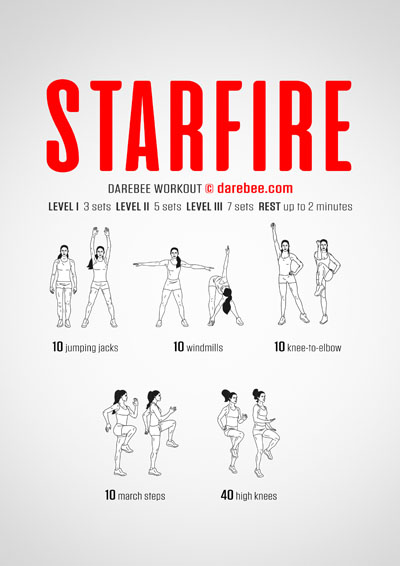 STARFIRE
DAREBEE WORKOUT © darebee.com
LEVEL I 3 sets LEVEL II 5 sets LEVEL III 7 sets REST up to 2 minutes
10 jumping jacks
10 windmills
10 knee-to-elbow
10 march steps
40 high knees